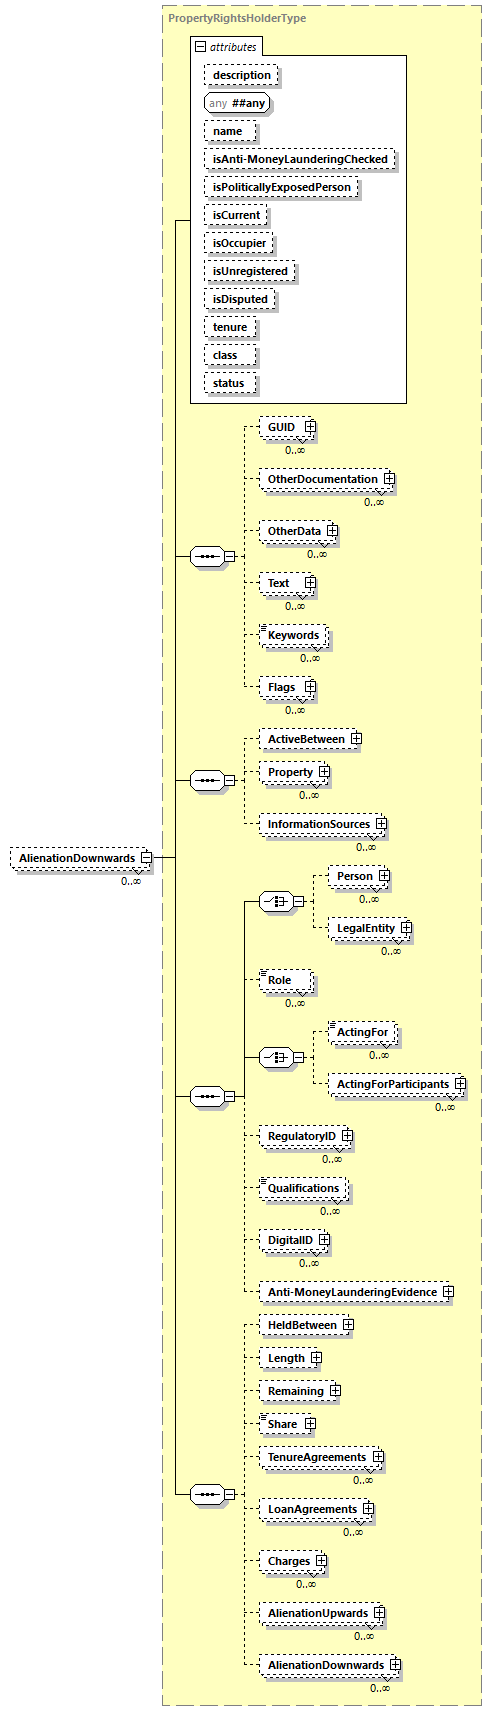 PropertyRightsHolderType
attributes
description
any ##any
name
isAnti-MoneyLaunderingChecked
isPoliticallyExposedPerson
isCurrent
isOccupier
isUnregistered
isDisputed
tenure
class
status
GUID
0..∞
OtherDocumentation
0..∞
OtherData
0..∞
Text
0..∞
Keywords
0..∞
Flags
0..∞
ActiveBetween
Property
0..∞
InformationSources
0..∞
AlienationDownwards
0..∞
Person
0..∞
LegalEntity
0..∞
Role
0..∞
ActingFor
0..∞
ActingForParticipants
0..∞
RegulatoryID
0..∞
Qualifications
0..∞
DigitalID
0..∞
Anti-MoneyLaunderingEvidence
HeldBetween
Length
Remaining
Share
TenureAgreements
0..∞
LoanAgreements
0..∞
Charges
0..∞
AlienationUpwards
0..∞
AlienationDownwards
0..∞